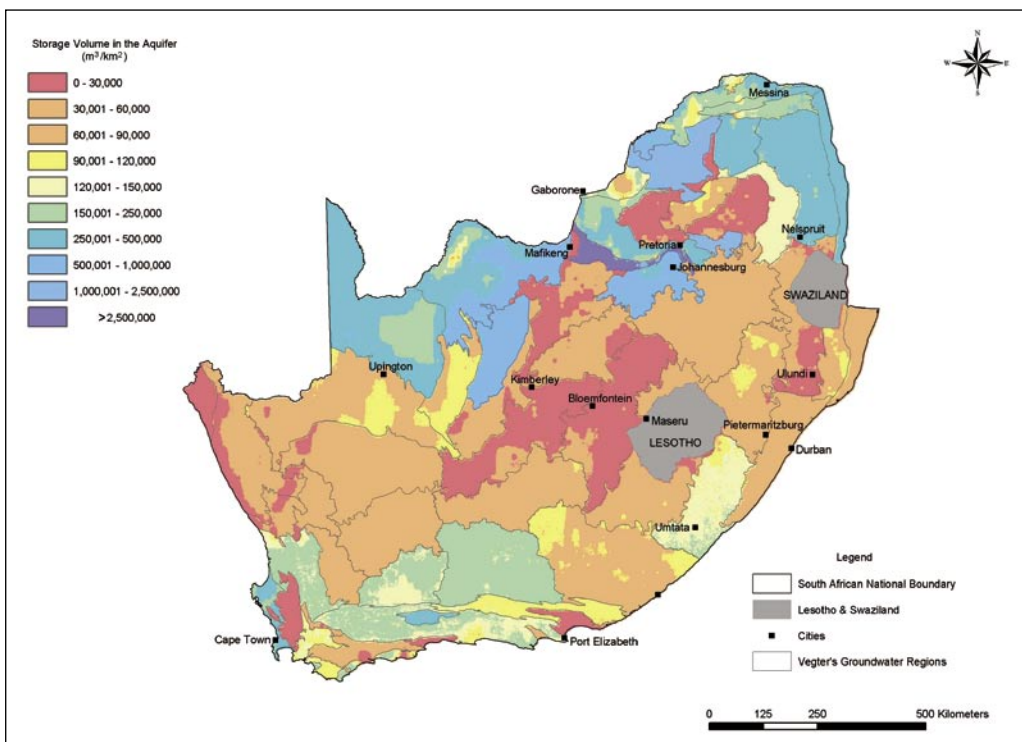 Storage Volume in the Aquifer
(m³/km²)
0 - 30,000
30,001 - 60,000
60,001 - 90,000
90,001 - 120,000
120,001 - 150,000
150,001 - 250,000
250,001 - 500,000
500,001 - 1,000,000
1,000,001 - 2,500,000
>2,500,000
N
W E
S
Messina
Gaborone
Nelspruit
Mafikeng
Pretoria
Johannesburg
SWAZILAND
Upington
Kimberley
Ulundi
Bloemfontein
Maseru
Pietermaritzburg
LESOTHO
Durban
Umtata
Cape Town
Port Elizabeth
Legend
South African National Boundary
Lesotho & Swaziland
Cities
Vegter's Groundwater Regions
0 125 250 500 Kilometers